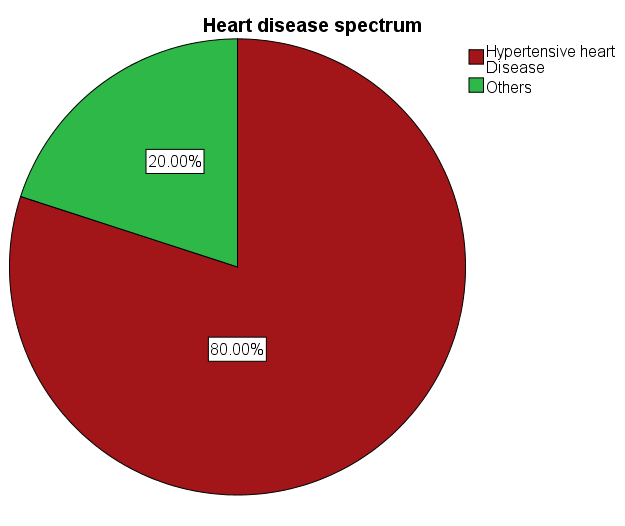 Heart disease spectrum
Hypertensive heart
Disease
Others
20.00%
80.00%